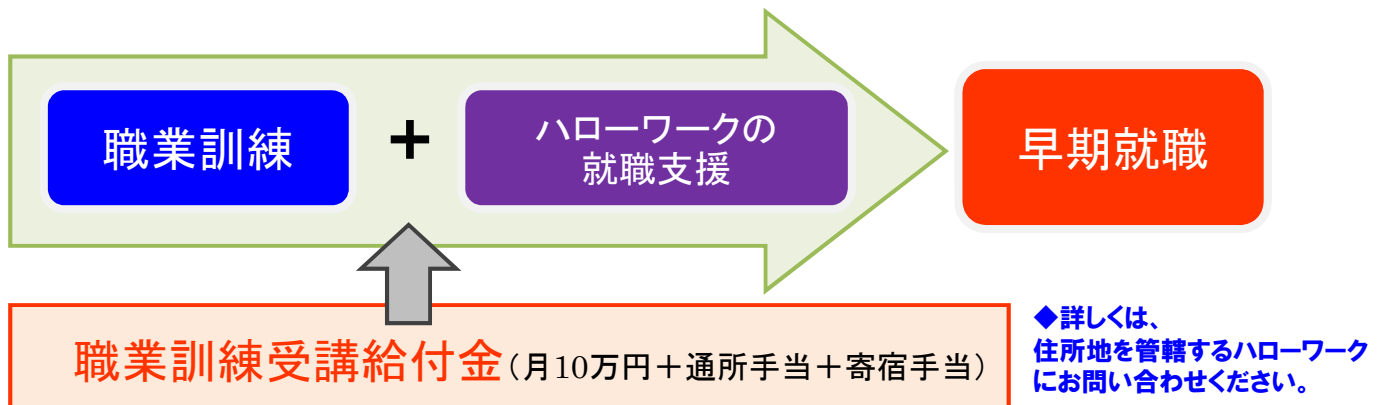 職業訓練
+
ハローワークの
就職支援
早期就職
職業訓練受講給付金(月10万円+通所手当+寄宿手当)
◆詳しくは、
住所地を管轄するハローワーク
にお問い合わせください。